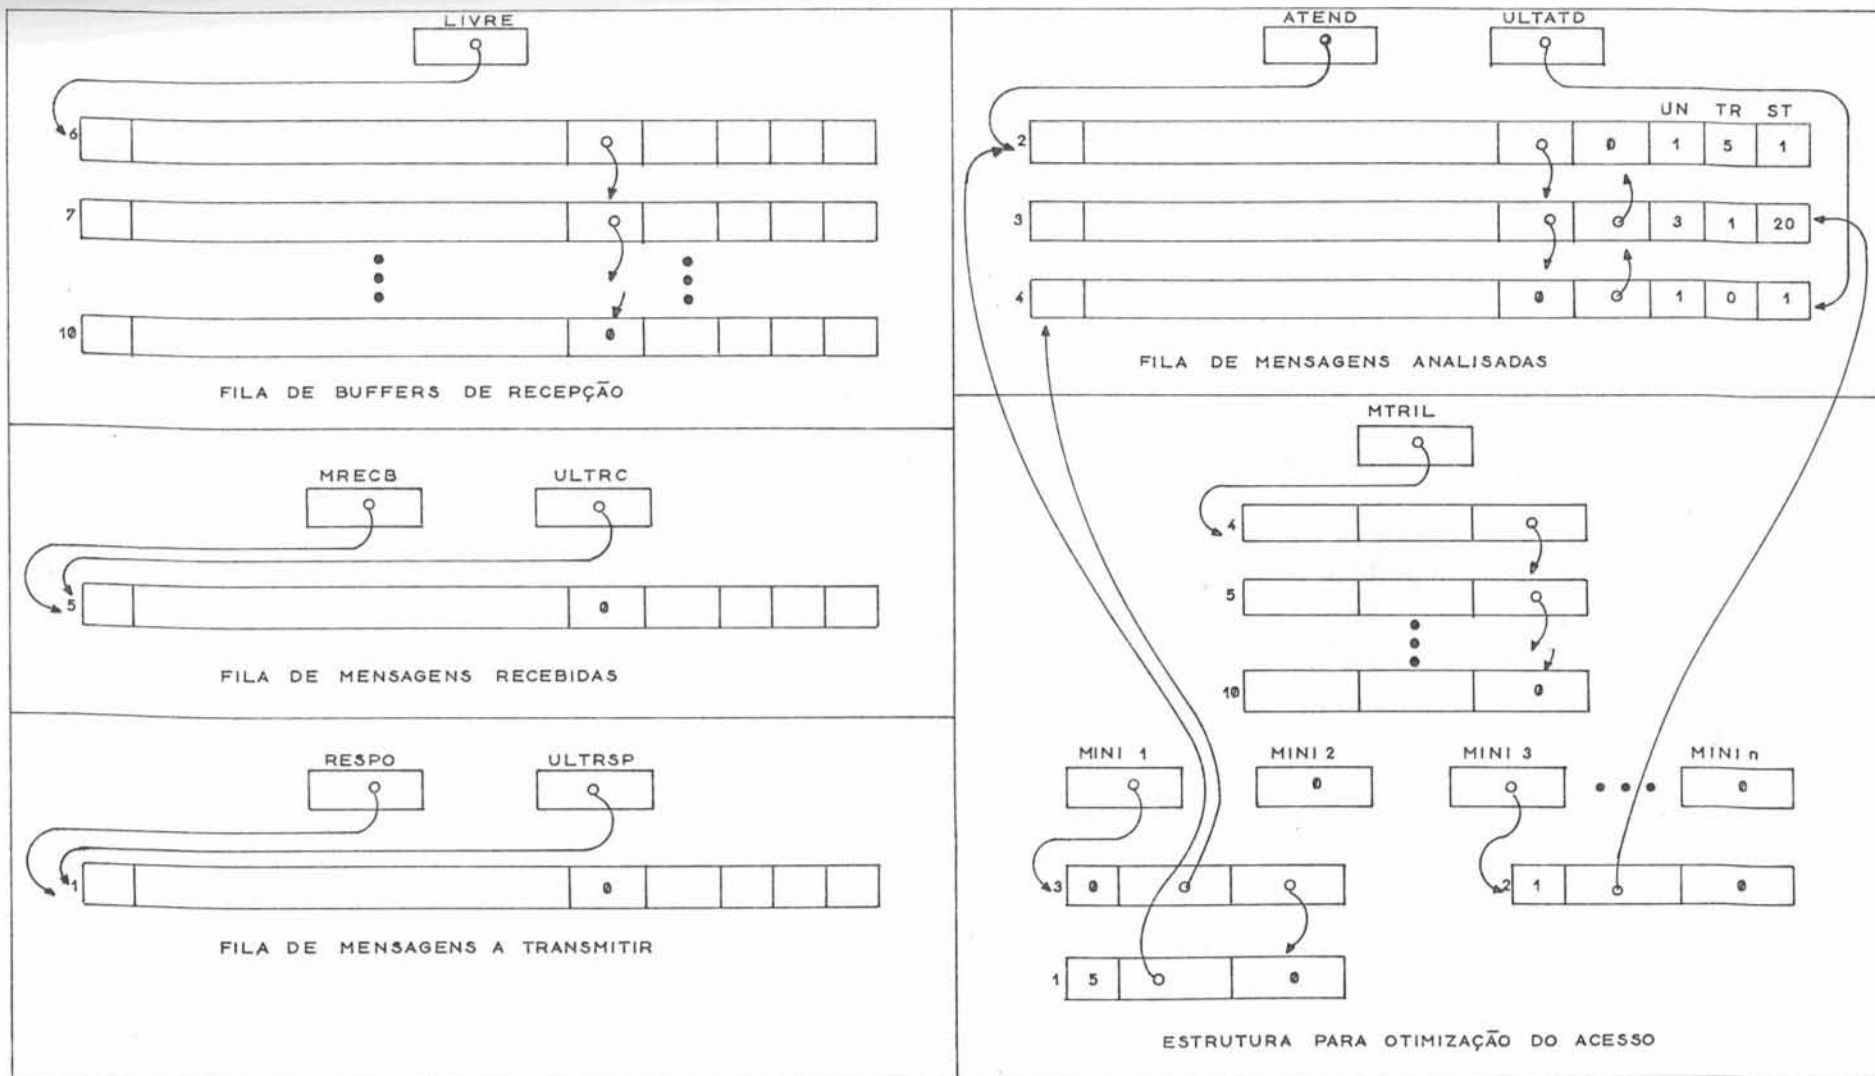 LIVRE
6
7
10
0
FILA DE BUFFERS DE RECEPÇÃO
MRECB ULTRC
5 0
FILA DE MENSAGENS RECEBIDAS
RESPO ULTRSP
1 0
FILA DE MENSAGENS A TRANSMITIR
ATEND ULTATD
UN TR ST
2 0 1 5 1
3 3 1 20
4 0 1 0 1
FILA DE MENSAGENS ANALISADAS
MTRIL
4
5
10 0
MINI 1 MINI 2 MINI 3 MINI n
0 0
3 0 2 1 0
1 5 0
ESTRUTURA PARA OTIMIZAÇÃO DO ACESSO